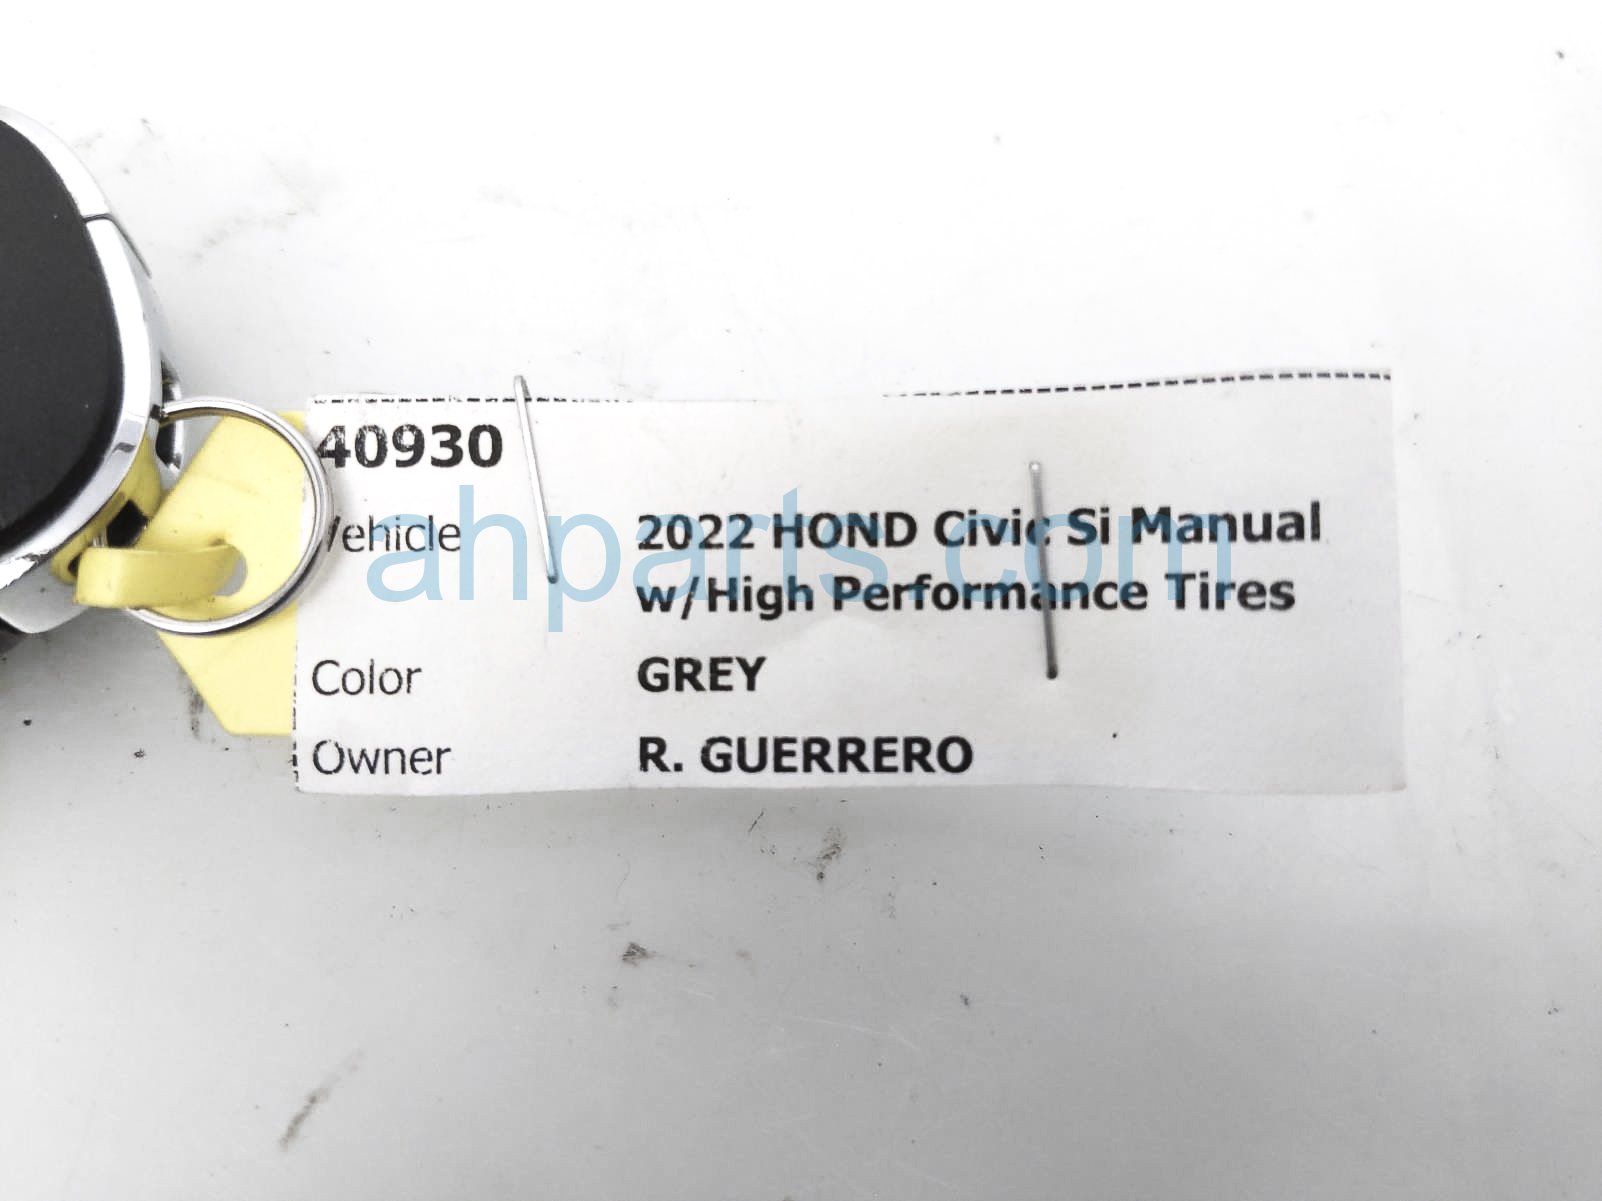 40930
Vehicle 2022 HOND Civic Si Manual
w/High Performance Tires
Color GREY
Owner R. GUERRERO
ahparts.com